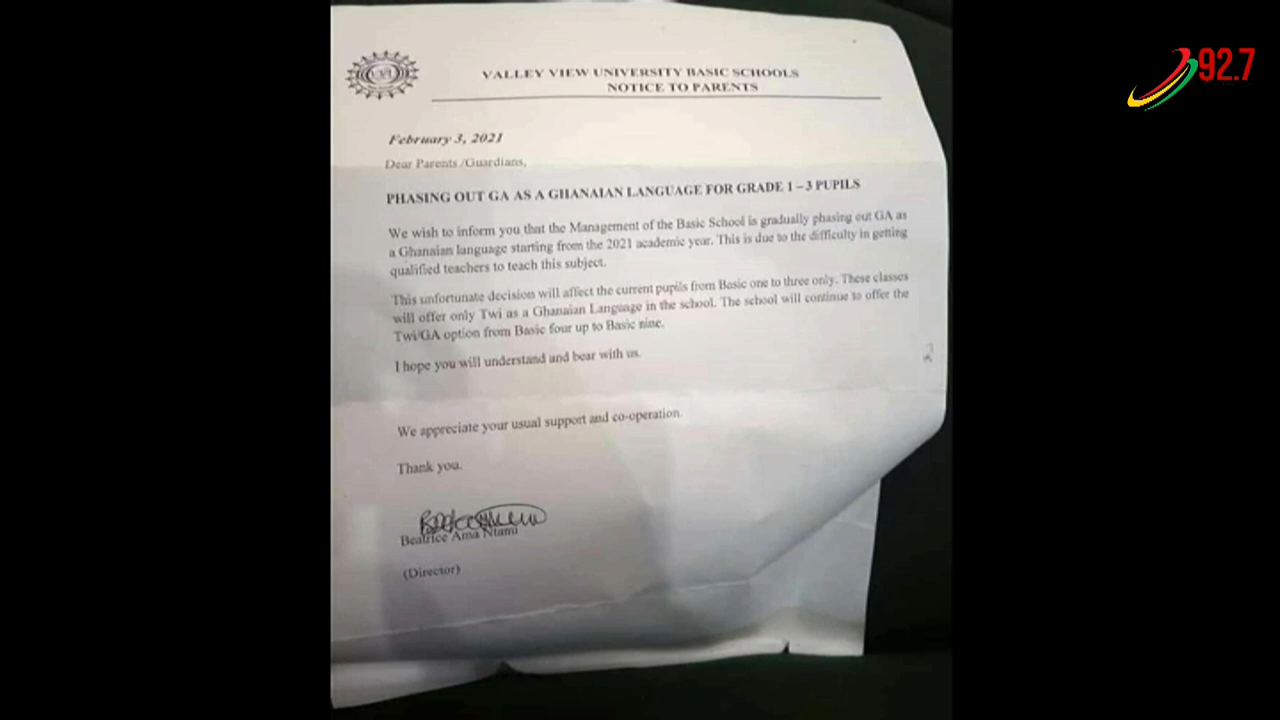 92.7
VVU
VALLEY VIEW UNIVERSITY BASIC SCHOOLS
NOTICE TO PARENTS
February 3, 2021
Dear Parents /Guardians,
PHASING OUT GA AS A GHANAIAN LANGUAGE FOR GRADE 1 – 3 PUPILS
We wish to inform you that the Management of the Basic School is gradually phasing out GA as
a Ghanaian language starting from the 2021 academic year. This is due to the difficulty in getting
qualified teachers to teach this subject.
This unfortunate decision will affect the current pupils from Basic one to three only. These classes
will offer only Twi as a Ghanaian Language in the school. The school will continue to offer the
Twi/GA option from Basic four up to Basic nine.
I hope you will understand and bear with us.
We appreciate your usual support and co-operation.
Thank you.
Beatrice Ama Ntanu
(Director)